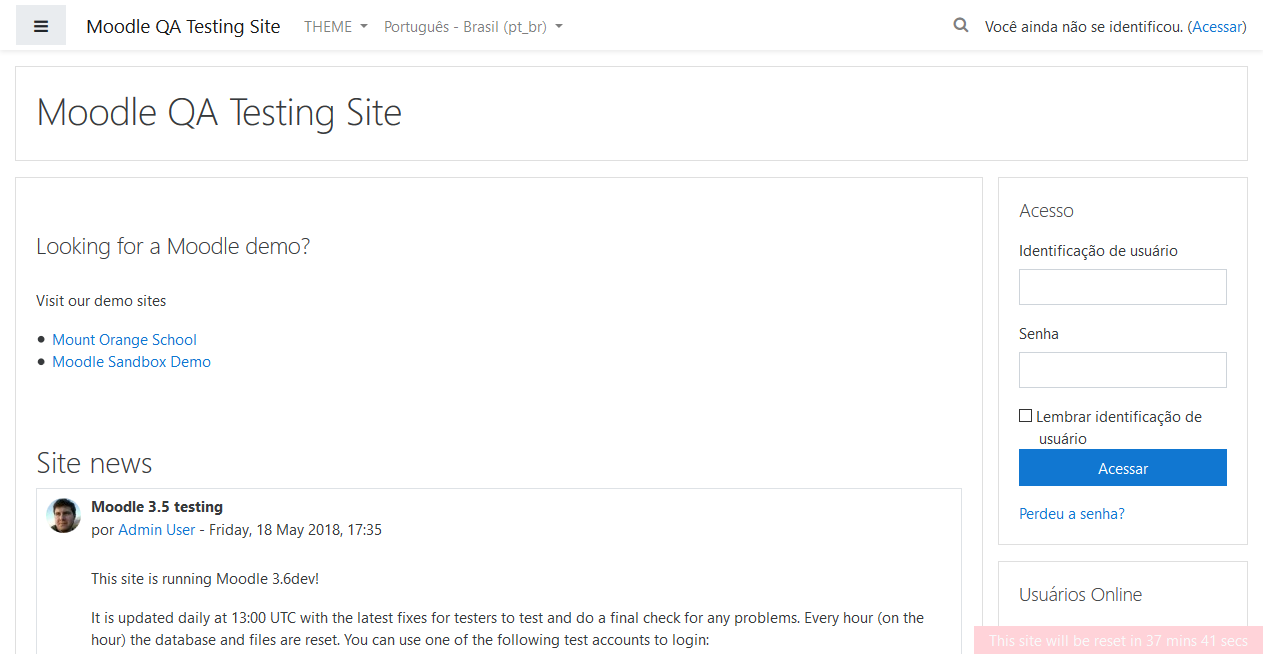 Moodle QA Testing Site THEME Português - Brasil (pt_br) Você ainda não se identificou. (Acessar)
Moodle QA Testing Site
Looking for a Moodle demo?
Visit our demo sites
Mount Orange School
Moodle Sandbox Demo
Site news
Moodle 3.5 testing
por Admin User - Friday, 18 May 2018, 17:35
This site is running Moodle 3.6dev!
It is updated daily at 13:00 UTC with the latest fixes for testers to test and do a final check for any problems. Every hour (on the
hour) the database and files are reset. You can use one of the following test accounts to login:
Acesso
Identificação de usuário
Senha
Lembrar identificação de
usuário
Acessar
Perdeu a senha?
Usuários Online
This site will be reset in 37 mins 41 secs